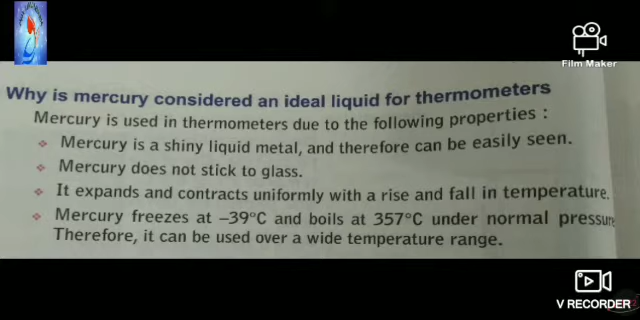 Film Maker
Why is mercury considered an ideal liquid for thermometers
Mercury is used in thermometers due to the following properties :
Mercury is a shiny liquid metal, and therefore can be easily seen.
Mercury does not stick to glass.
It expands and contracts uniformly with a rise and fall in temperature.
Mercury freezes at –39°C and boils at 357°C under normal pressure
Therefore, it can be used over a wide temperature range.
V RECORDER